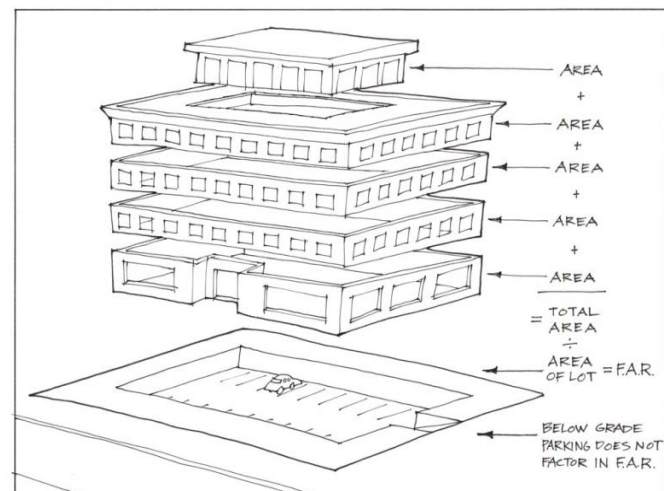 AREA
+
AREA
+
AREA
+
AREA
+
AREA
= TOTAL
AREA
÷
AREA
OF LOT = F.A.R.
BELOW GRADE
PARKING DOES NOT
FACTOR IN F.A.R.